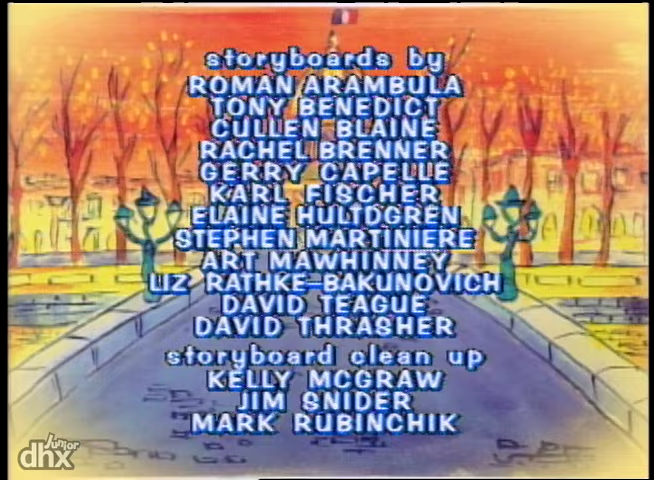 storyboards by
ROMAN ARAMBULA
TONY BENEDICT
CULLEN BLAINE
RACHEL BRENNER
GERRY CAPELLE
KARL FISCHER
ELAINE HULTDGREN
STEPHEN MARTINIERE
ART MAWHINNEY
LIZ RATHKE-BAKUNOVICH
DAVID TEAGUE
DAVID THRASHER
storyboard clean up
KELLY MCGRAW
JIM SNIDER
MARK RUBINCHIK
Junior
dhx